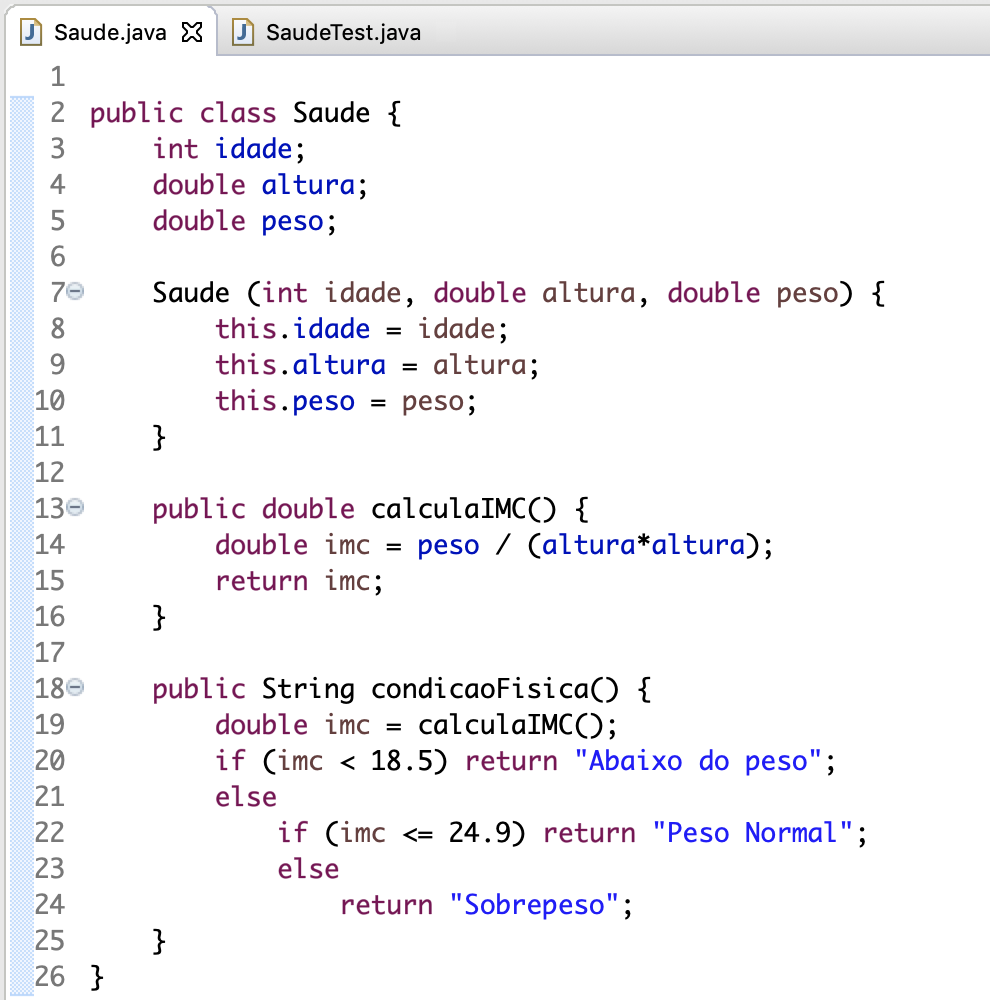 Saude.java SaudeTest.java
1
2 public class Saude {
3     int idade;
4     double altura;
5     double peso;
6
7     Saude (int idade, double altura, double peso) {
8         this.idade = idade;
9         this.altura = altura;
10         this.peso = peso;
11     }
12
13     public double calculaIMC() {
14         double imc = peso / (altura*altura);
15         return imc;
16     }
17
18     public String condicaoFisica() {
19         double imc = calculaIMC();
20         if (imc < 18.5) return "Abaixo do peso";
21         else
22             if (imc <= 24.9) return "Peso Normal";
23             else
24                 return "Sobrepeso";
25     }
26 }